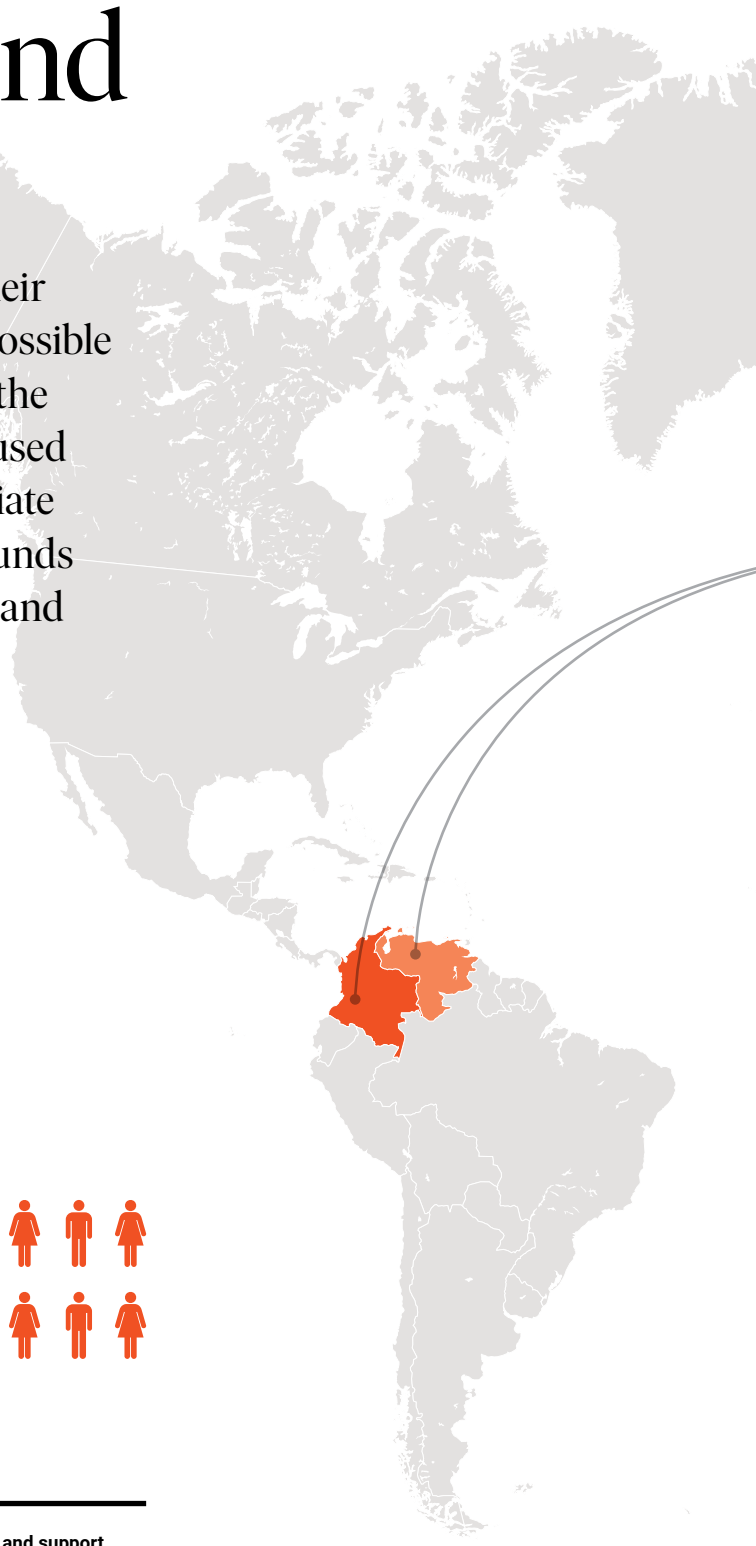 nd
eir
ossible
the
used
iate
unds
and
and support